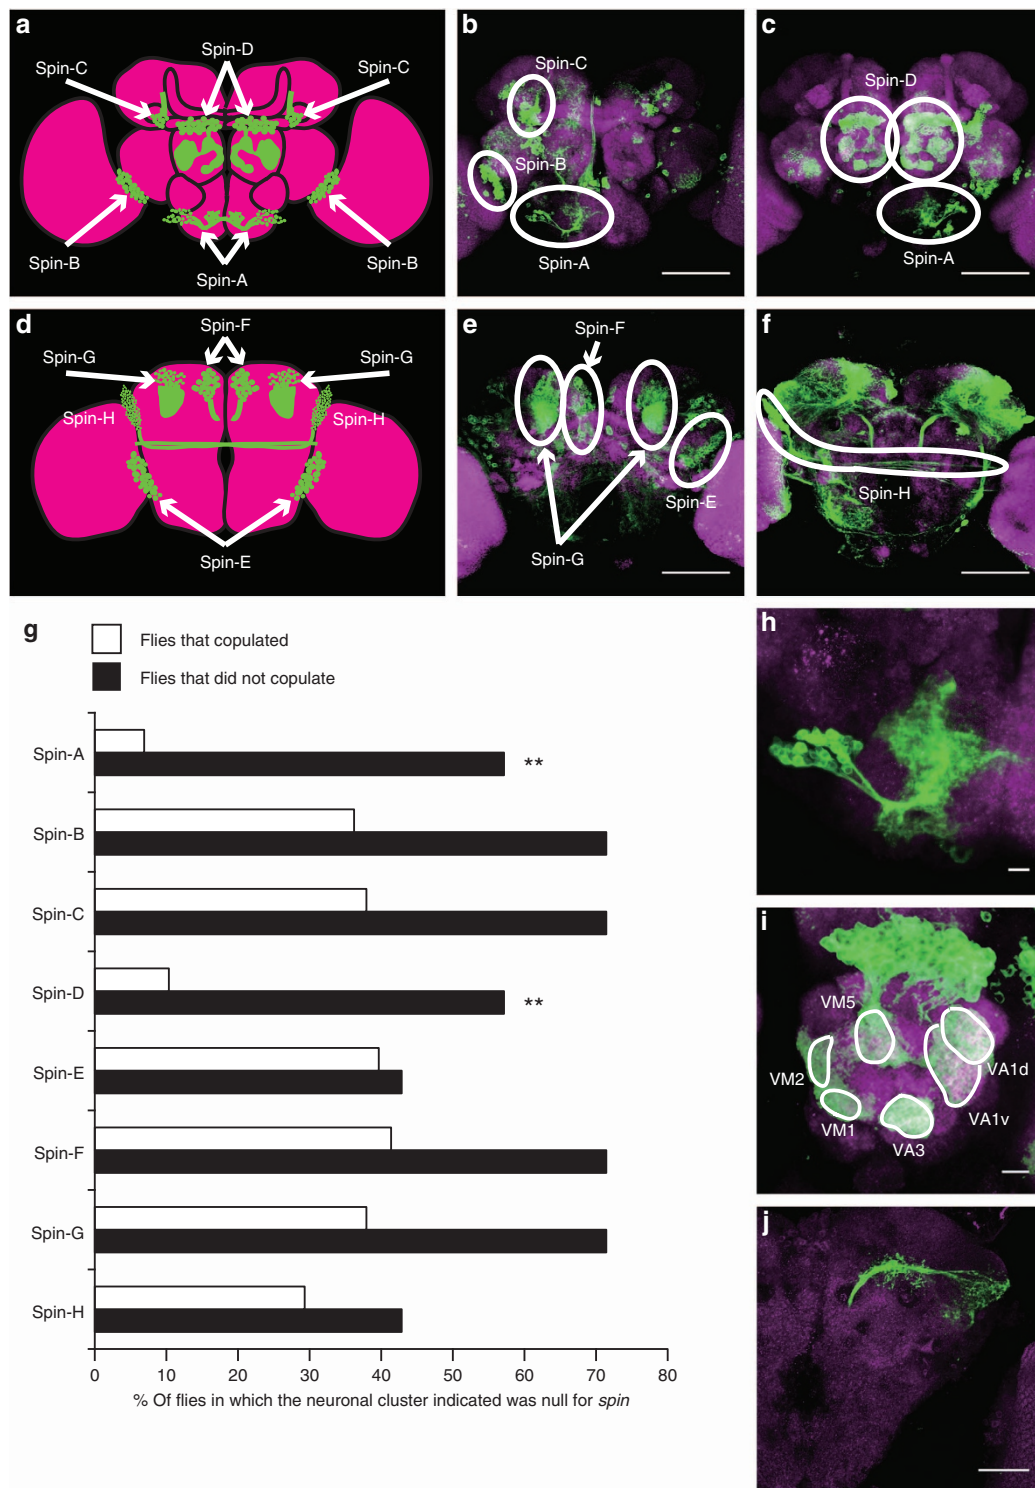 a
Spin-D
Spin-C
Spin-C
Spin-B
Spin-B
Spin-A
b
Spin-C
Spin-B
Spin-A
c
Spin-D
Spin-A
d
Spin-F
Spin-G
Spin-G
Spin-H
Spin-H
Spin-E
e
Spin-F
Spin-E
Spin-G
f
Spin-H
g
Flies that copulated
Flies that did not copulate
Spin-A
**
Spin-B
Spin-C
Spin-D
**
Spin-E
Spin-F
Spin-G
Spin-H
0 10 20 30 40 50 60 70 80
% Of flies in which the neuronal cluster indicated was null for spin
h
i
VM5
VA1d
VM2
VA1v
VM1
VA3
j